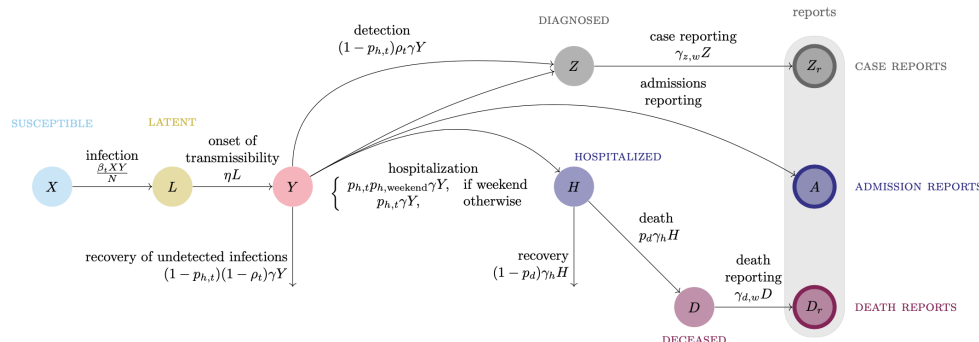 reports
DIAGNOSED
detection
(1 − p_{h,t})ρ_tγY
case reporting
γ_{z,w}Z
Z
Z_r
CASE REPORTS
admissions
reporting
SUSCEPTIBLE
LATENT
infection
β_tXY
N
onset of
transmissibility
ηL
HOSPITALIZED
hospitalization
{ p_{h,t}p_{h,weekend}γY, if weekend
p_{h,t}γY, otherwise
X
L
Y
H
A
ADMISSION REPORTS
death
p_dγ_hH
recovery of undetected infections
(1 − p_{h,t})(1 − ρ_t)γY
recovery
(1 − p_d)γ_hH
death
reporting
γ_{d,w}D
D
D_r
DEATH REPORTS
DECEASED